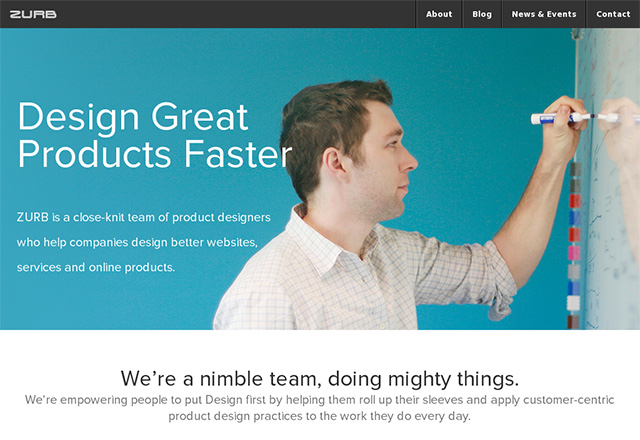 ZURB
About
Blog
News & Events
Contact
Design Great
Products Faster
ZURB is a close-knit team of product designers
who help companies design better websites,
services and online products.
We're a nimble team, doing mighty things.
We're empowering people to put Design first by helping them roll up their sleeves and apply customer-centric
product design practices to the work they do every day.